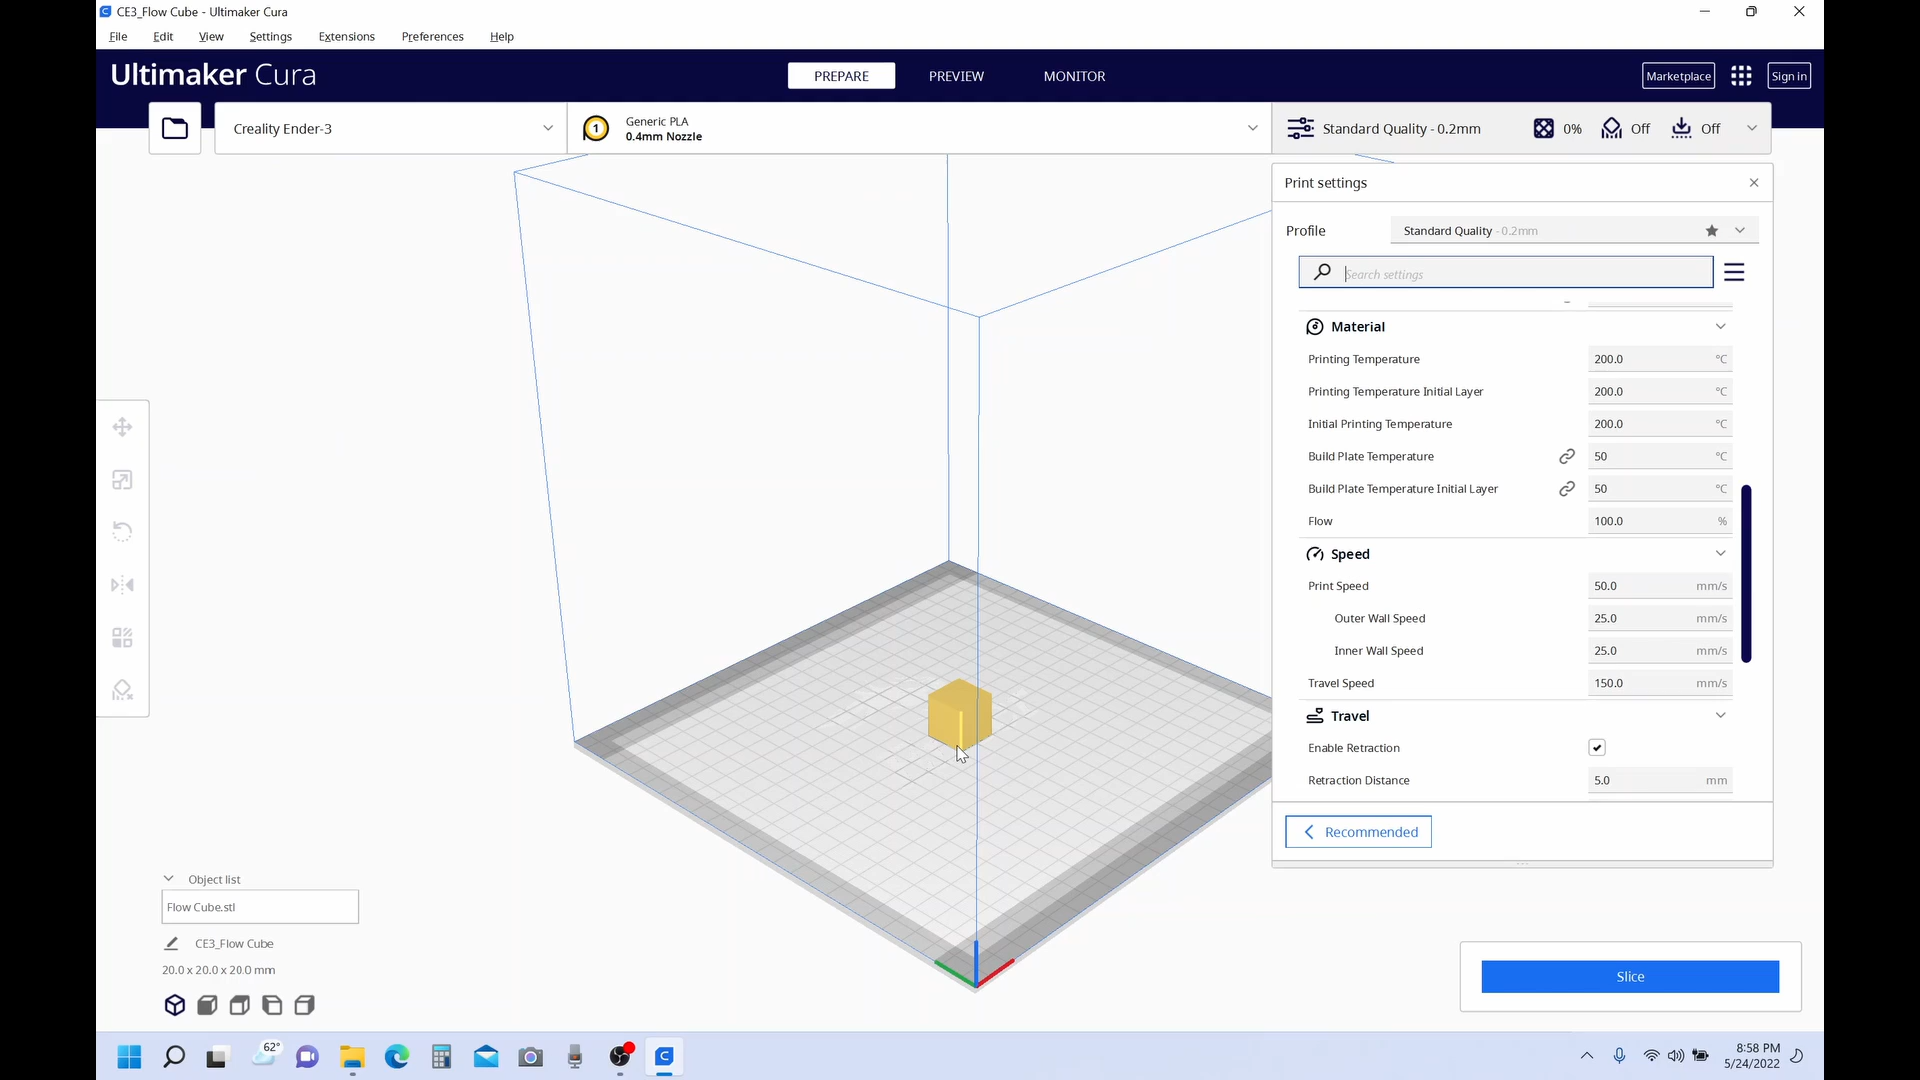 CE3_Flow Cube - Ultimaker Cura
File Edit View Settings Extensions Preferences Help
Ultimaker Cura
PREPARE PREVIEW MONITOR
Marketplace
Sign in
Creality Ender-3
1
Generic PLA
0.4mm Nozzle
Standard Quality - 0.2mm
0%
Off
Off
Print settings
Profile
Standard Quality - 0.2mm
Search settings
Material
Printing Temperature 200.0 °C
Printing Temperature Initial Layer 200.0 °C
Initial Printing Temperature 200.0 °C
Build Plate Temperature 50 °C
Build Plate Temperature Initial Layer 50 °C
Flow 100.0 %
Speed
Print Speed 50.0 mm/s
Outer Wall Speed 25.0 mm/s
Inner Wall Speed 25.0 mm/s
Travel Speed 150.0 mm/s
Travel
Enable Retraction
Retraction Distance 5.0 mm
Recommended
Object list
Flow Cube.stl
CE3_Flow Cube
20.0 x 20.0 x 20.0 mm
Slice
62°
8:58 PM
5/24/2022